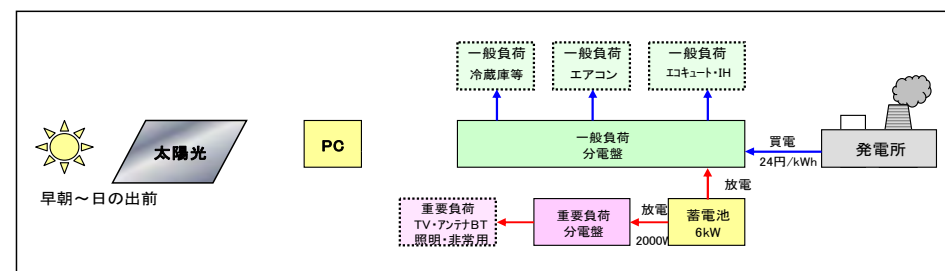 一般負荷
冷蔵庫等
一般負荷
エアコン
一般負荷
エコキュート・IH
太陽光
PC
一般負荷
分電盤
買電
24円/kWh
発電所
早朝～日の出前
放電
重要負荷
TV・アンテナBT
照明・非常用
重要負荷
分電盤
放電
2000W
蓄電池
6kW